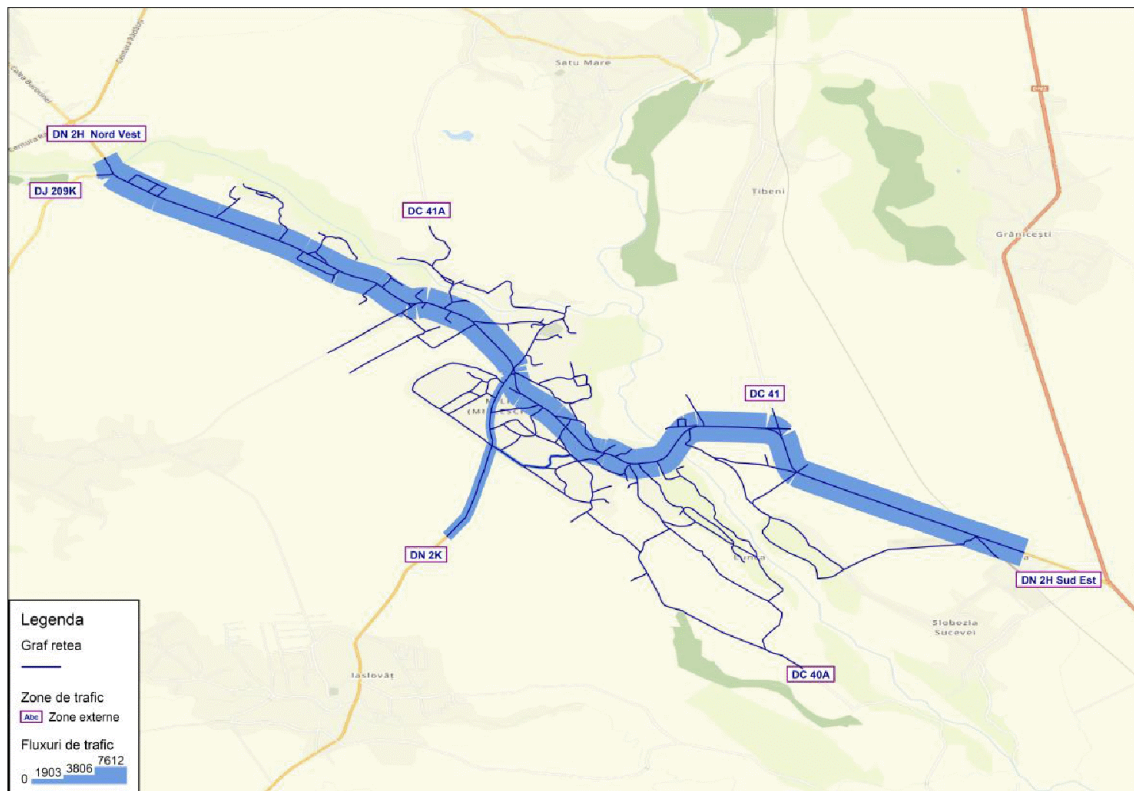 Satu Mare
DN 2H Nord Vest
DJ 209K
Țibeni
DC 41A
Grănicești
DC 41
DN 2K
DN 2H Sud Est
Slobozia
Sucevei
Iaslovăț
DC 40A
Legenda
Graf retea
Zone de trafic
Abc Zone externe
Fluxuri de trafic
0 1903 3806 7612